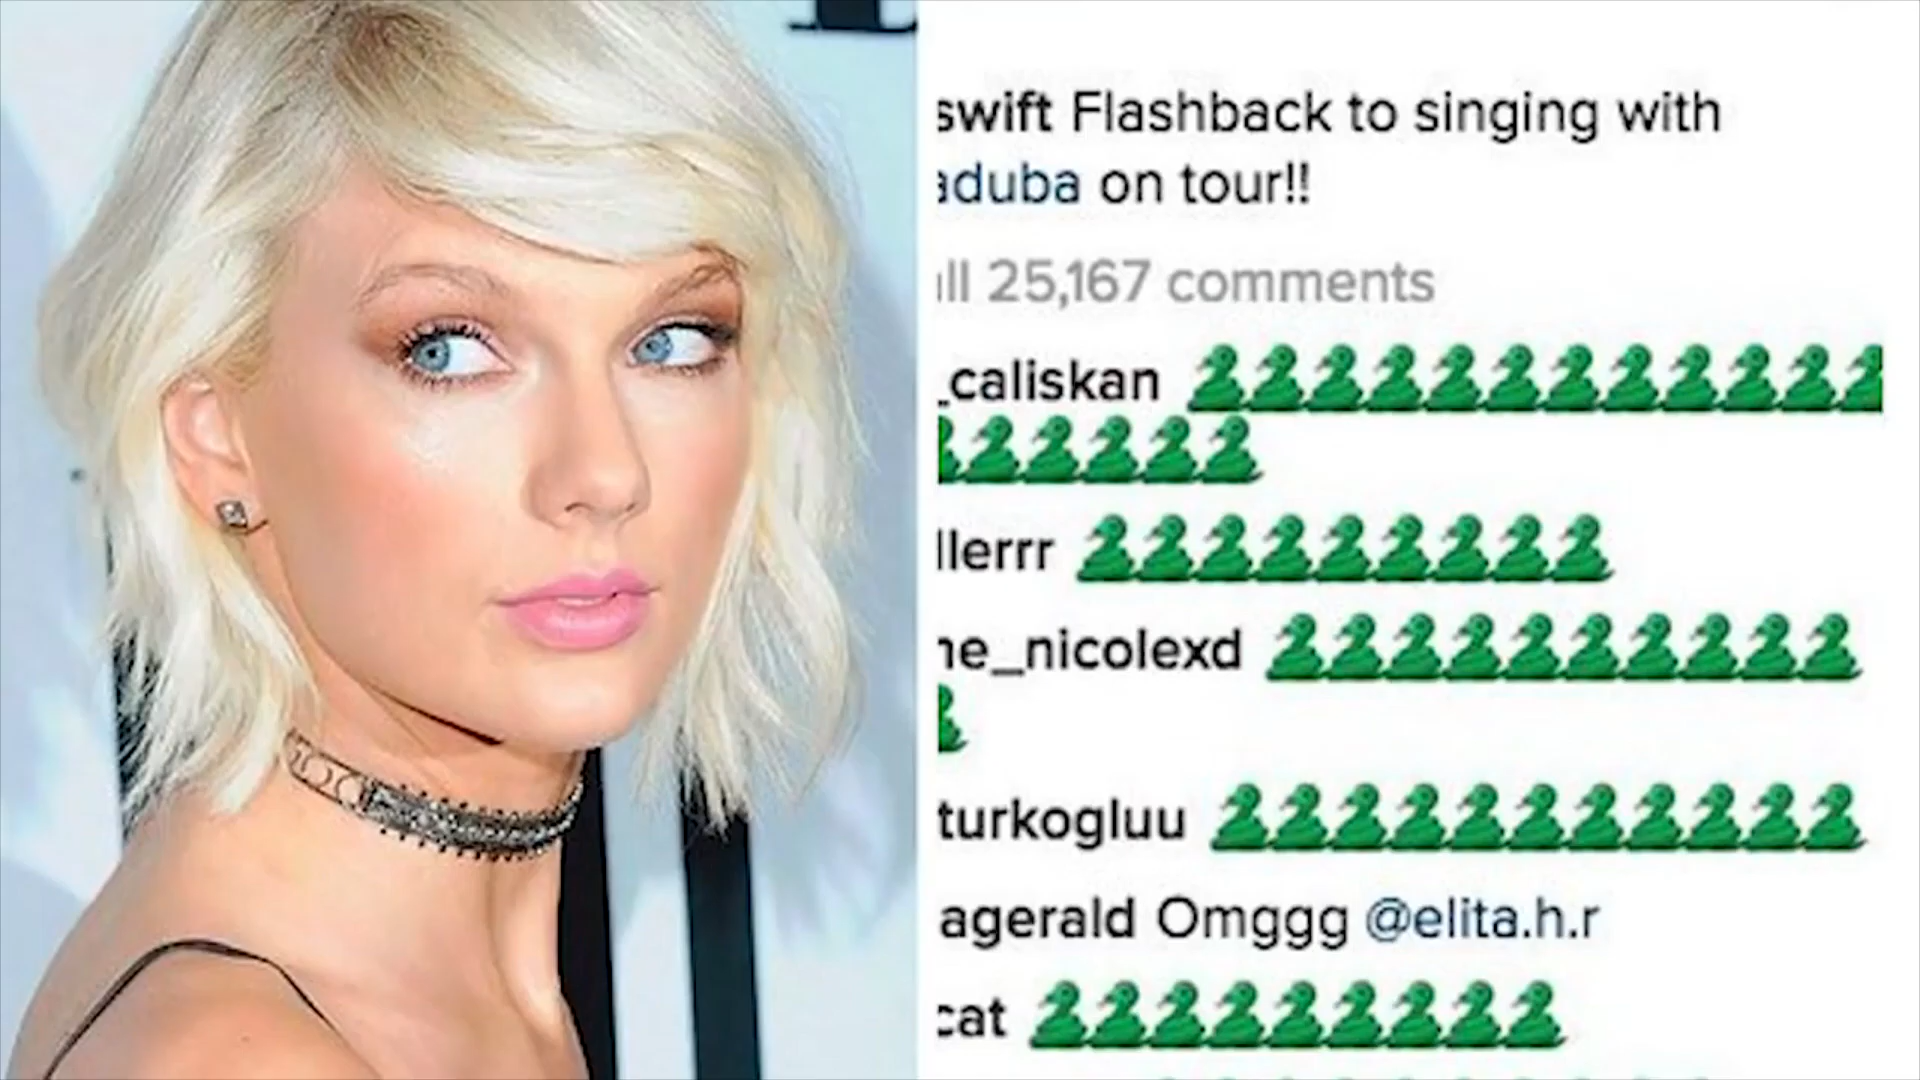 swift Flashback to singing with
aduba on tour!!
ll 25,167 comments
_caliskan 🐍🐍🐍🐍🐍🐍🐍🐍🐍🐍🐍🐍
🐍🐍🐍🐍🐍🐍
llerrr 🐍🐍🐍🐍🐍🐍🐍🐍🐍
ne_nicolexd 🐍🐍🐍🐍🐍🐍🐍🐍🐍🐍
🐍
turkogluu 🐍🐍🐍🐍🐍🐍🐍🐍🐍🐍🐍
agerald Omggg @elita.h.r
cat 🐍🐍🐍🐍🐍🐍🐍🐍🐍